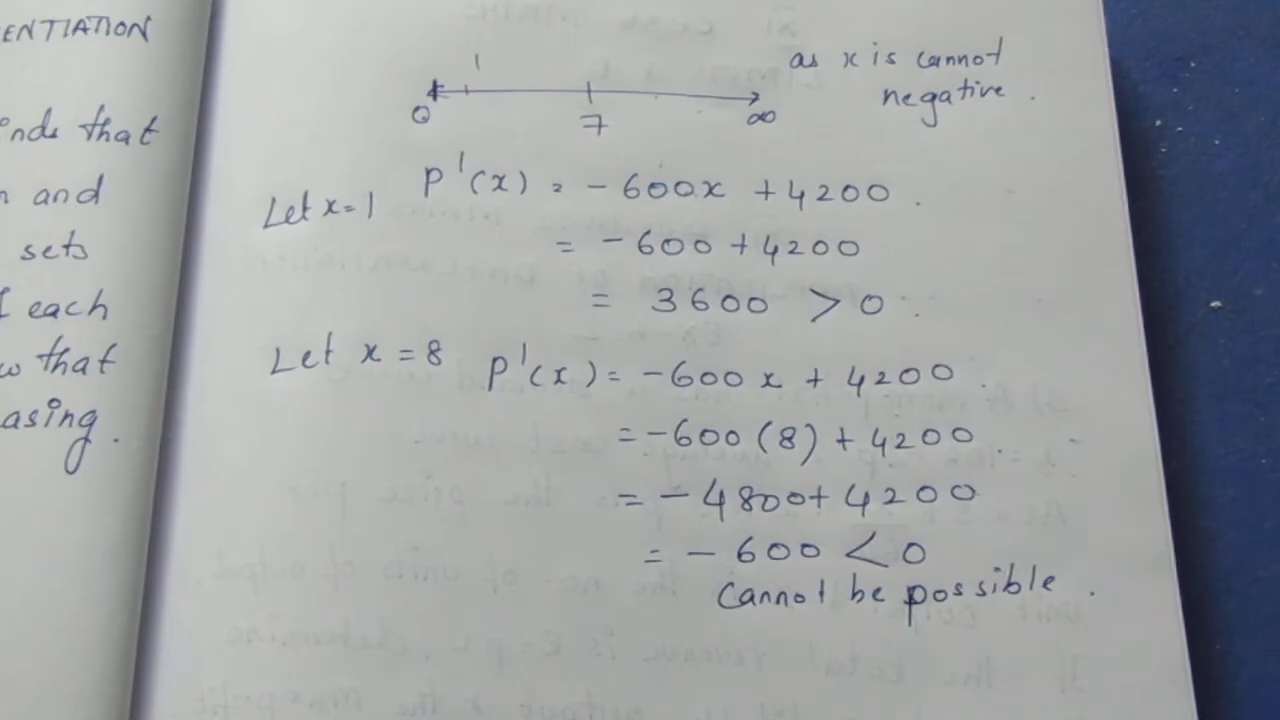 ENTIATION
that
and
sets
each
that
asing.
1
0 7 ∞
as x is cannot
negative.
Let x=1 P'(x) = -600x + 4200.
= -600 + 4200
= 3600 > 0.
Let x = 8 P'(x) = -600x + 4200.
= -600(8) + 4200.
= -4800 + 4200
= -600 < 0
cannot be possible.